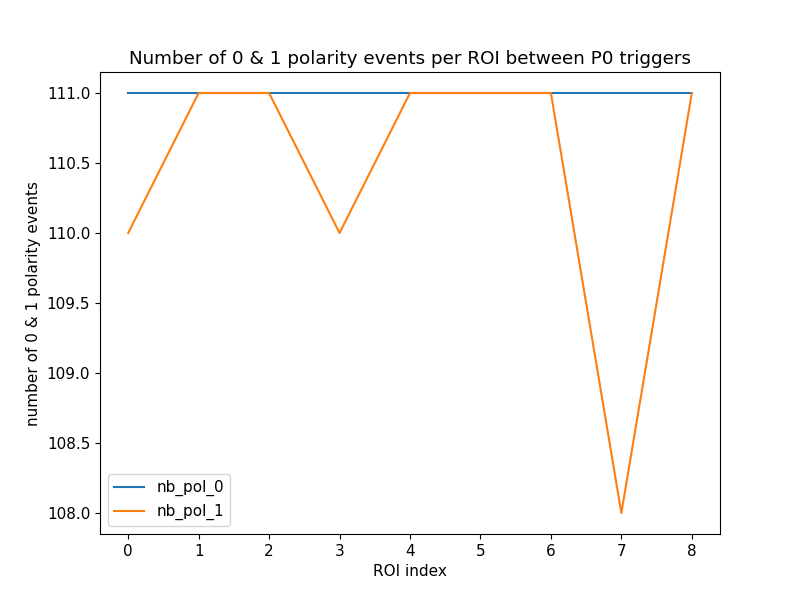 Number of 0 & 1 polarity events per ROI between P0 triggers
number of 0 & 1 polarity events
111.0
110.5
110.0
109.5
109.0
108.5
108.0
nb_pol_0
nb_pol_1
0 1 2 3 4 5 6 7 8
ROI index